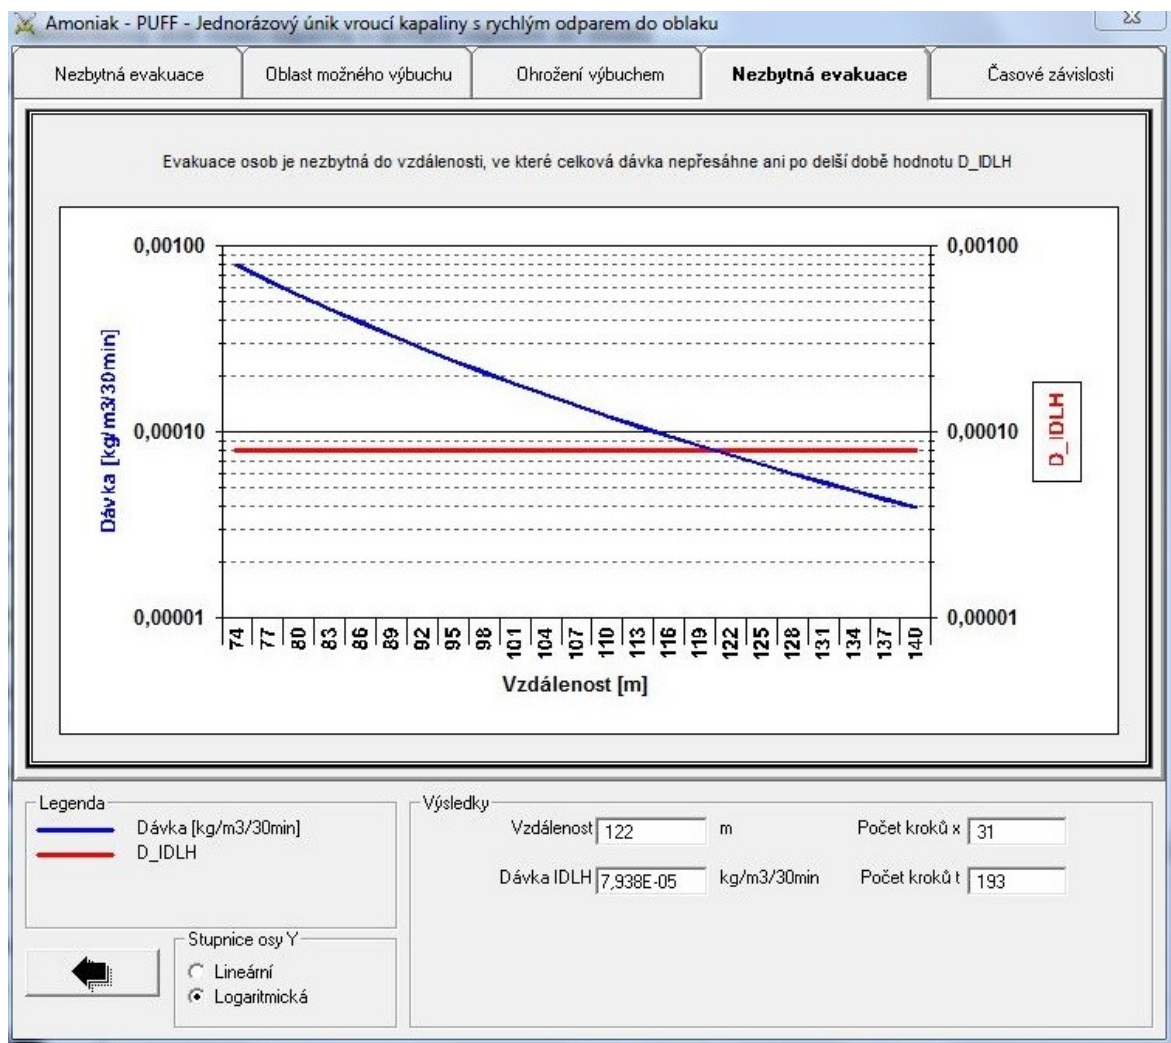 Amoniak - PUFF - Jednorázový únik vroucí kapaliny s rychlým odparem do oblaku
Nezbytná evakuace
Oblast možného výbuchu
Ohrožení výbuchem
Nezbytná evakuace
Časové závislosti
Evakuace osob je nezbytná do vzdálenosti, ve které celková dávka nepřesáhne ani po delší době hodnotu D_IDLH
0,00100
0,00100
Dávka [kg/m3/30min]
0,00010
0,00010
D_IDLH
0,00001
0,00001
74 77 80 83 86 89 92 95 98 101 104 107 110 113 116 119 122 125 128 131 134 137 140
Vzdálenost [m]
Legenda
Dávka [kg/m3/30min]
D_IDLH
Výsledky
Vzdálenost 122 m Počet kroků x 31
Dávka IDLH 7,938E-05 kg/m3/30min Počet kroků t 193
Stupnice osy Y
Lineární
Logaritmická